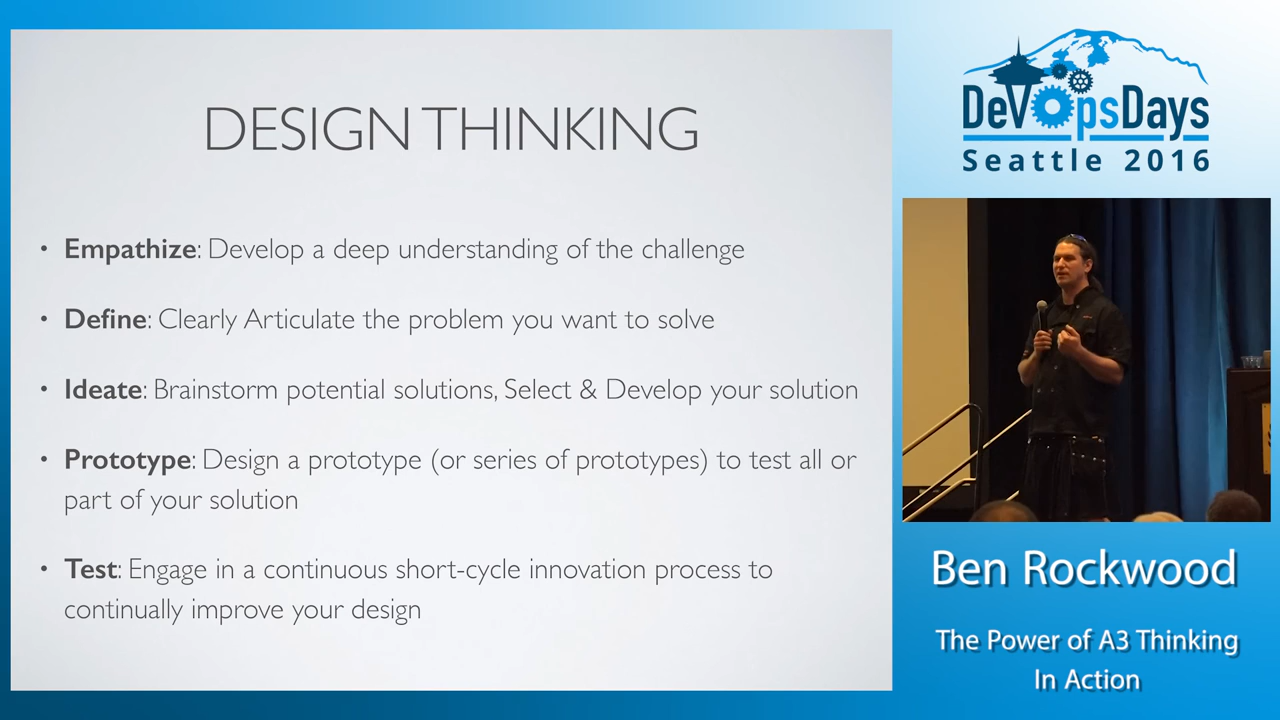 DESIGN THINKING
• Empathize: Develop a deep understanding of the challenge
• Define: Clearly Articulate the problem you want to solve
• Ideate: Brainstorm potential solutions, Select & Develop your solution
• Prototype: Design a prototype (or series of prototypes) to test all or
part of your solution
• Test: Engage in a continuous short-cycle innovation process to
continually improve your design
DevOpsDays
Seattle 2016
Ben Rockwood
The Power of A3 Thinking
In Action